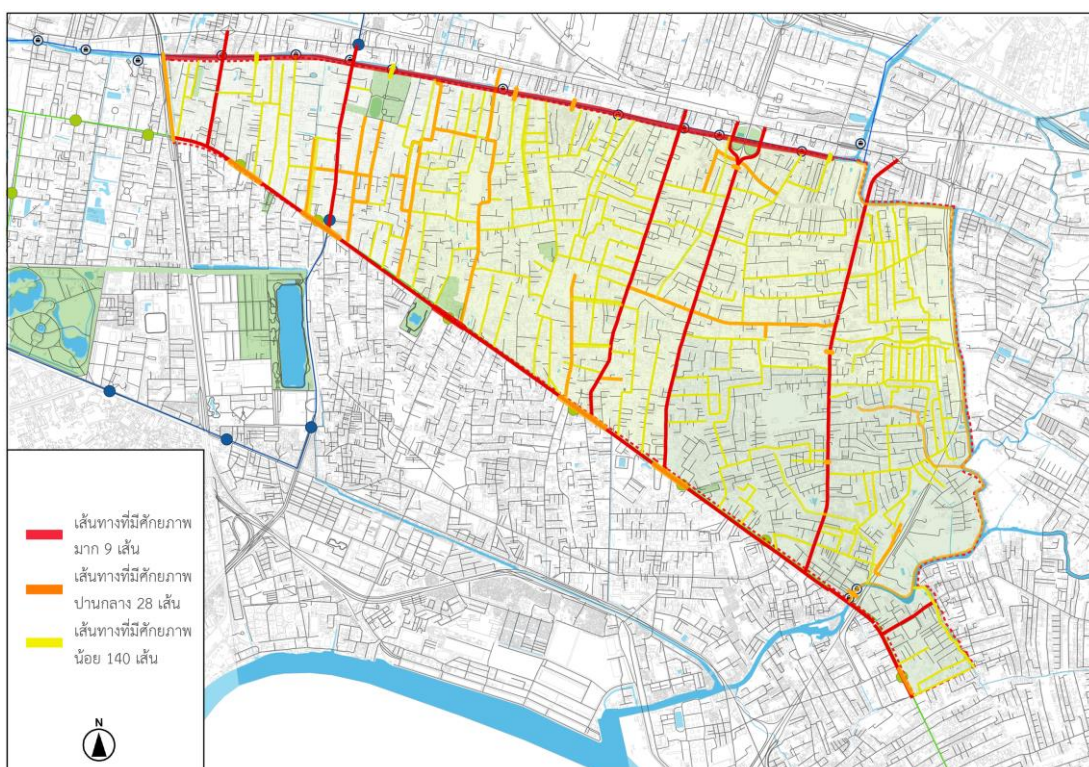 เส้นทางที่มีศักยภาพ
มาก 9 เส้น
เส้นทางที่มีศักยภาพ
ปานกลาง 28 เส้น
เส้นทางที่มีศักยภาพ
น้อย 140 เส้น
N